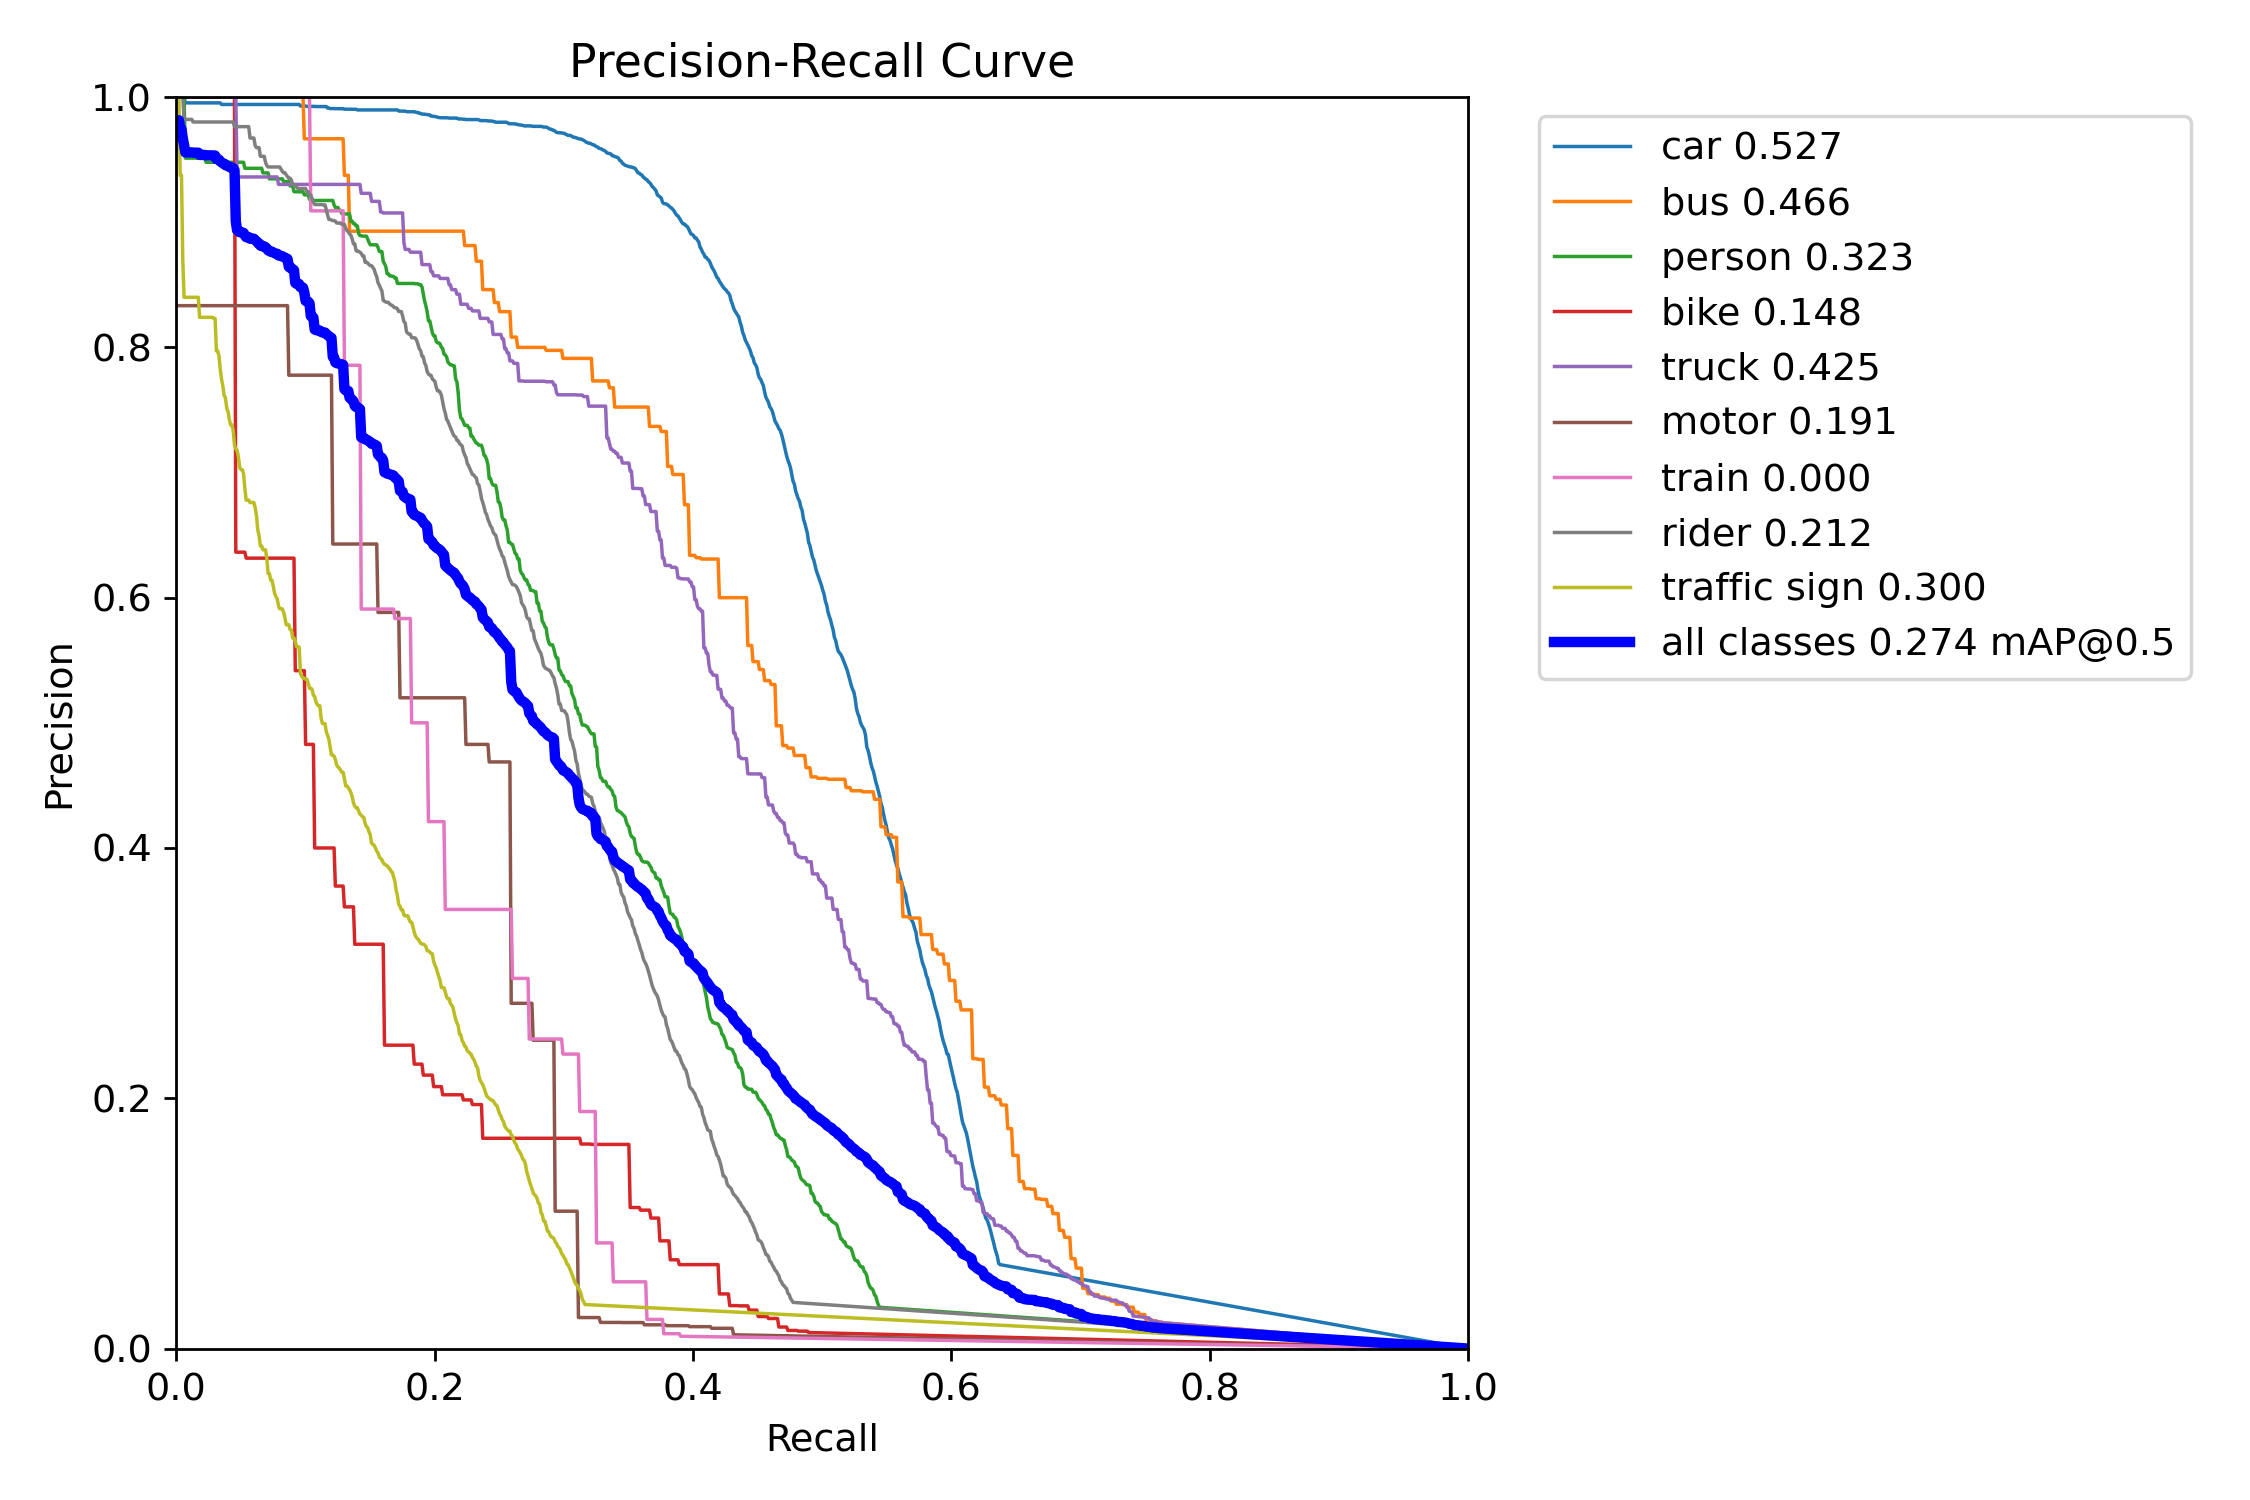 Precision-Recall Curve
1.0
0.8
0.6
0.4
0.2
0.0
Precision
0.0 0.2 0.4 0.6 0.8 1.0
Recall
car 0.527
bus 0.466
person 0.323
bike 0.148
truck 0.425
motor 0.191
train 0.000
rider 0.212
traffic sign 0.300
all classes 0.274 mAP@0.5